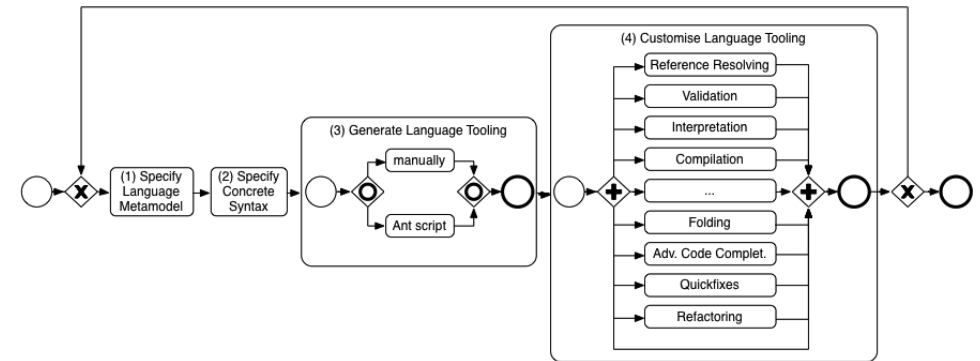 (4) Customise Language Tooling
Reference Resolving
Validation
(3) Generate Language Tooling
Interpretation
manually
Compilation
(1) Specify
Language
Metamodel
(2) Specify
Concrete
Syntax
...
Ant script
Folding
Adv. Code Complet.
Quickfixes
Refactoring